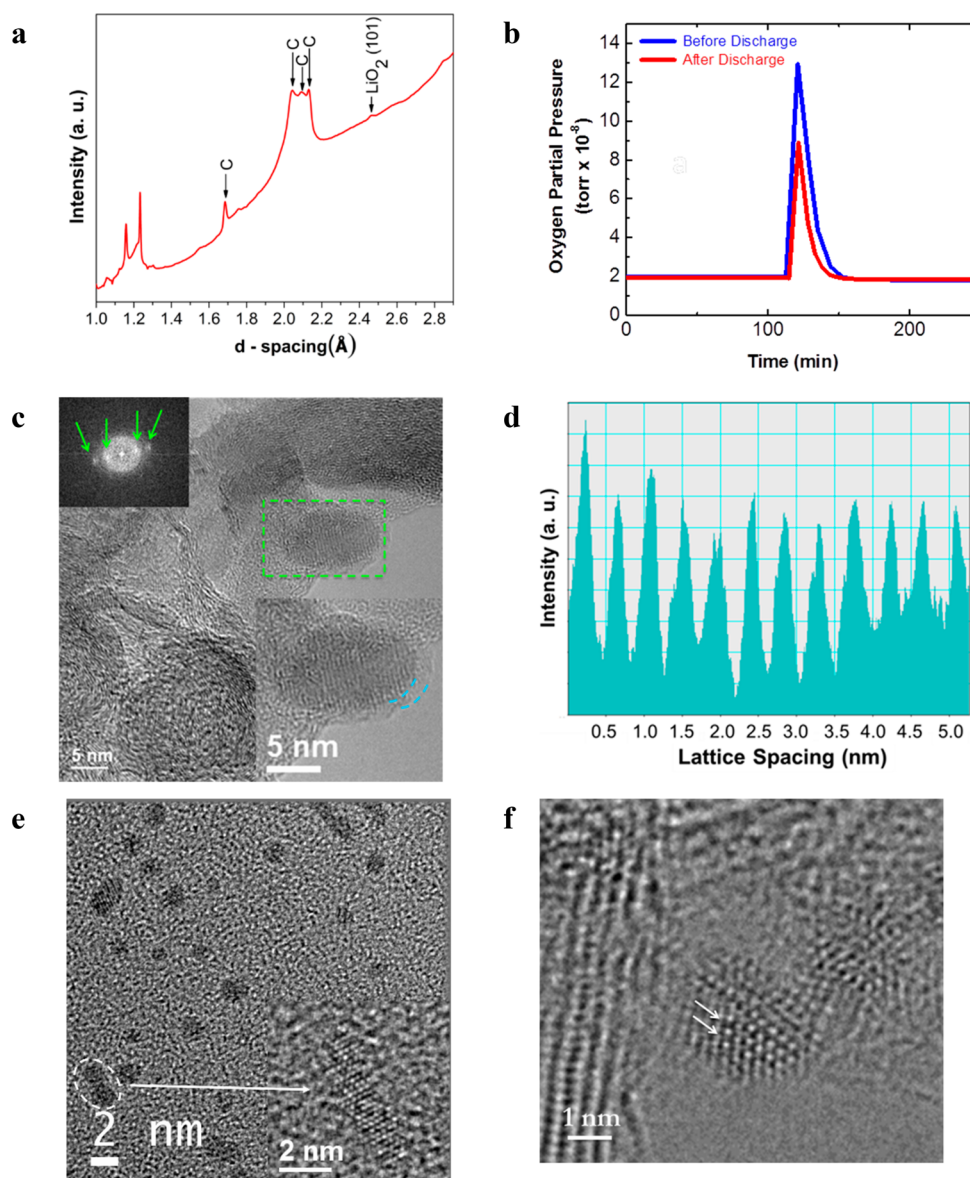 a
Intensity (a. u.)
C
C
C
C
LiO2 (101)
1.0 1.2 1.4 1.6 1.8 2.0 2.2 2.4 2.6 2.8
d - spacing(Å)
b
Oxygen Partial Pressure
(torr x 10-8)
14
12
10
8
6
4
2
0
Before Discharge
After Discharge
0 100 200
Time (min)
c
5 nm
5 nm
d
Intensity (a. u.)
0.5 1.0 1.5 2.0 2.5 3.0 3.5 4.0 4.5 5.0
Lattice Spacing (nm)
e
2 nm
2 nm
f
1 nm